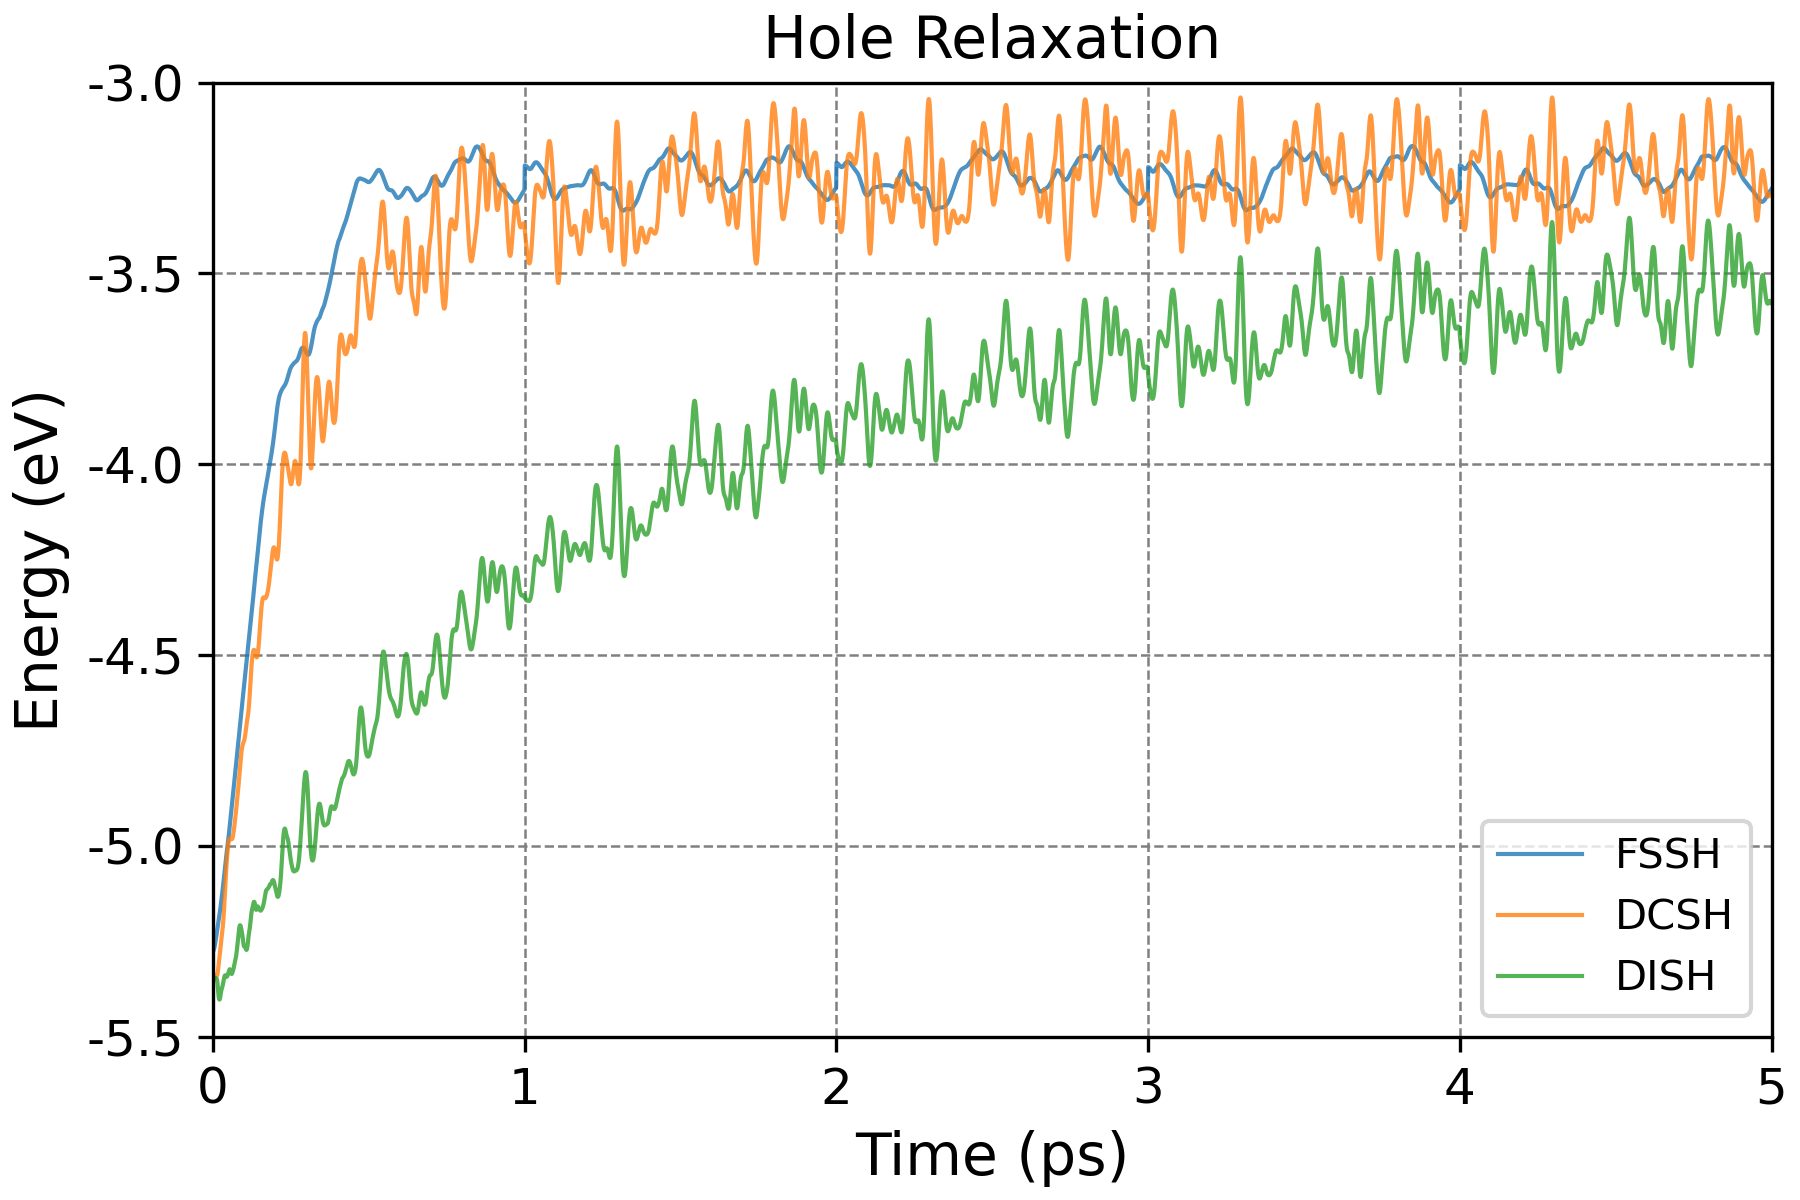 Hole Relaxation
Energy (eV)
-3.0
-3.5
-4.0
-4.5
-5.0
-5.5
0 1 2 3 4 5
Time (ps)
FSSH
DCSH
DISH